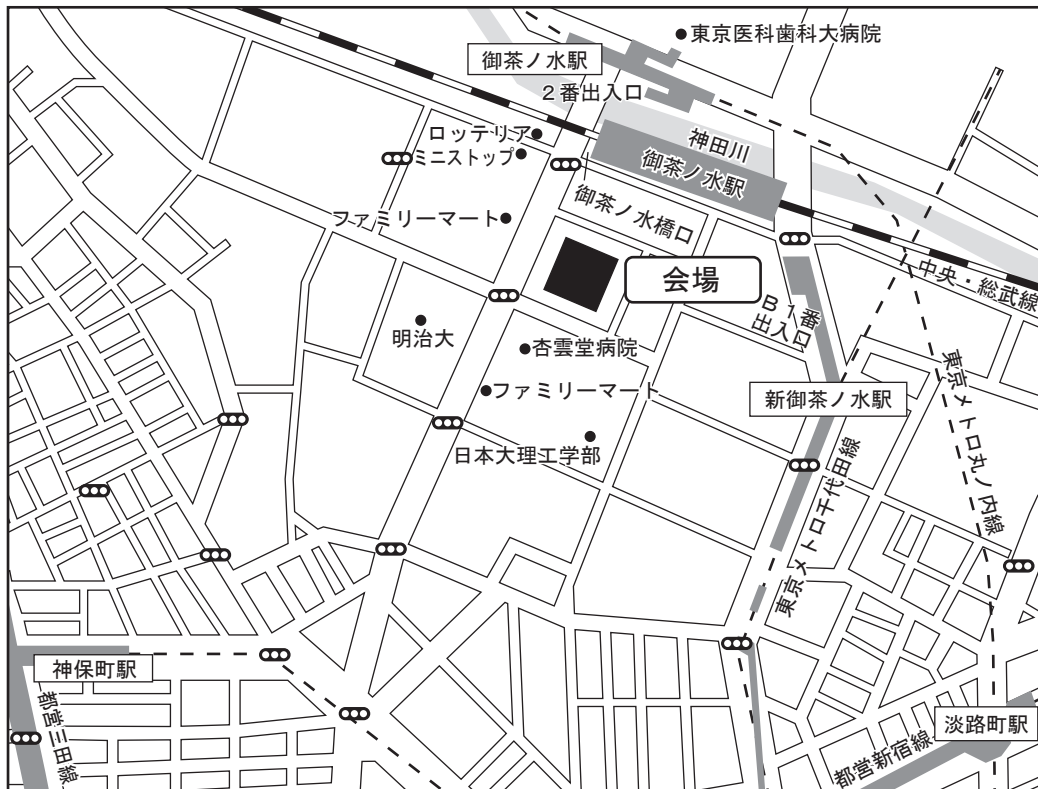 東京医科歯科大病院
御茶ノ水駅
２番出入口
ロッテリア
ミニストップ
神田川
御茶ノ水駅
御茶ノ水橋口
ファミリーマート
会場
中央・総武線
Ｂ１番
出入口
明治大
杏雲堂病院
ファミリーマート
新御茶ノ水駅
東京メトロ丸ノ内線
日本大理工学部
東京メトロ千代田線
神保町駅
都営三田線
淡路町駅
都営新宿線